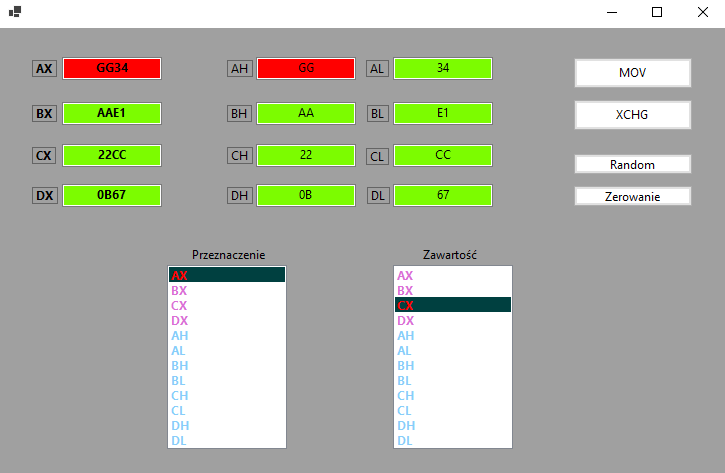 AX GG34 AH GG AL 34 MOV
BX AAE1 BH AA BL E1 XCHG
CX 22CC CH 22 CL CC
Random
DX 0B67 DH 0B DL 67 Zerowanie
Przeznaczenie Zawartość
AX AX
BX BX
CX CX
DX DX
AH AH
AL AL
BH BH
BL BL
CH CH
CL CL
DH DH
DL DL